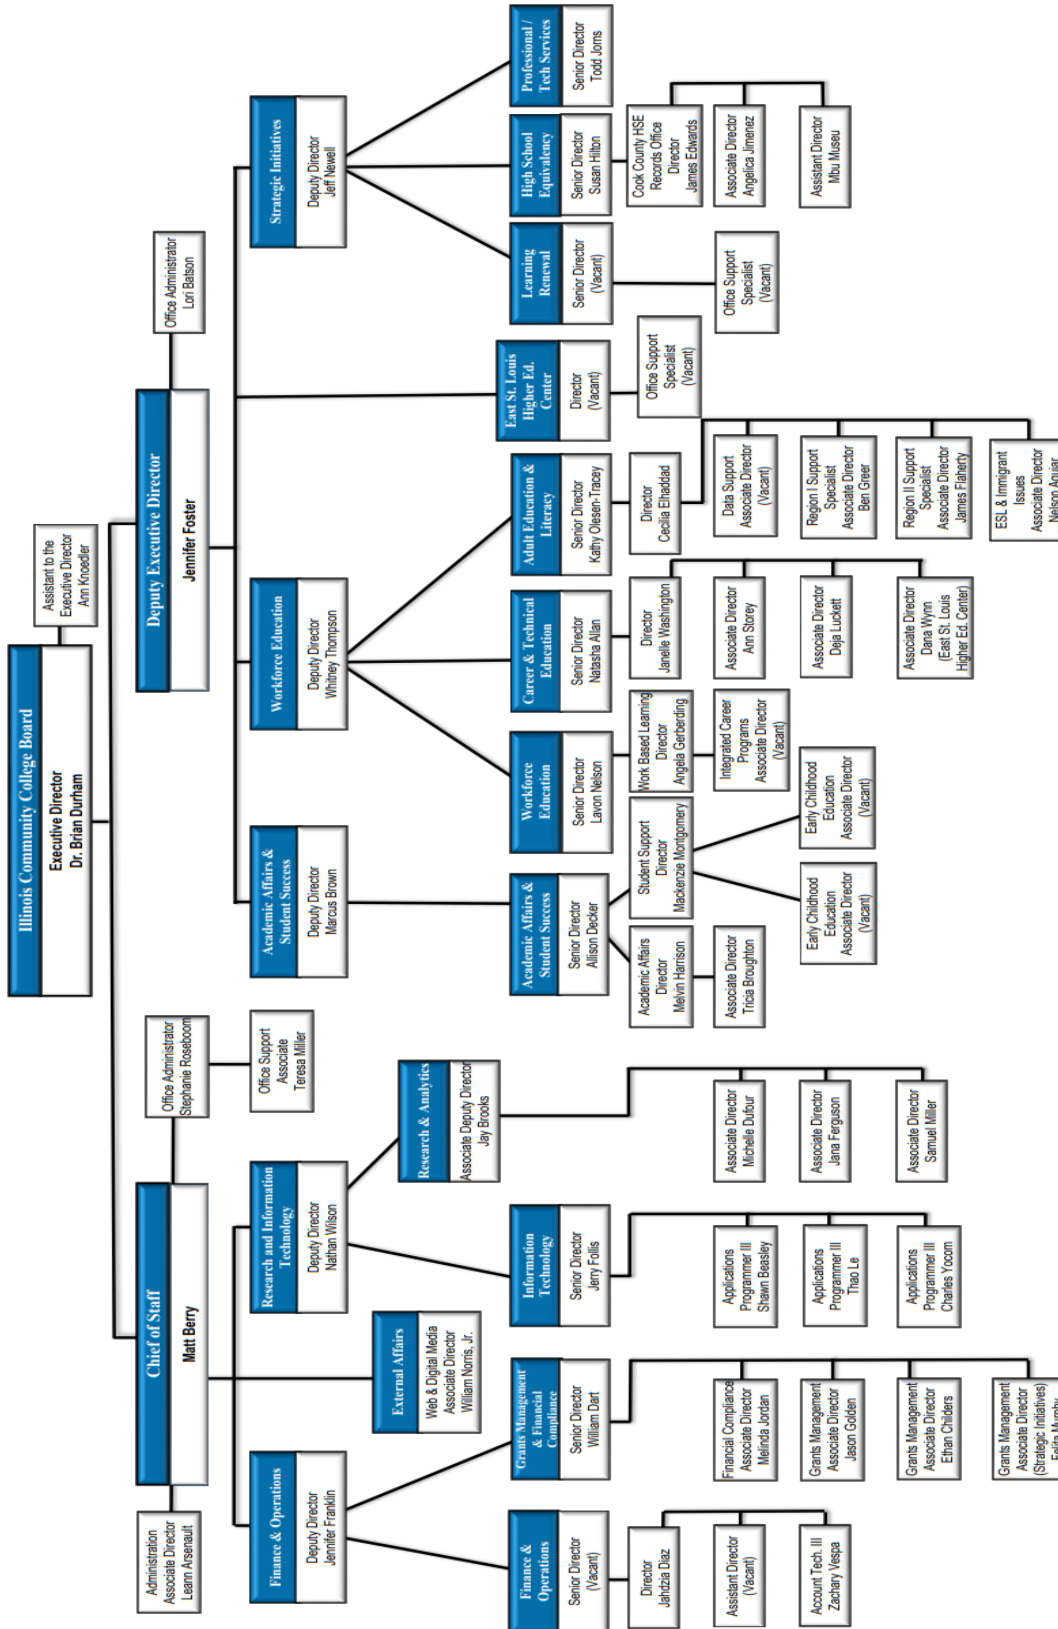 Illinois Community College Board
Executive Director
Dr. Brian Durham
Assistant to the
Executive Director
Ann Knoedler
Chief of Staff
Matt Berry
Administration
Associate Director
Leann Arsenault
Office Administrator
Stephanie Roseboom
Office Support
Associate
Teresa Miller
Deputy Executive Director
Jennifer Foster
Office Administrator
Lori Batson
Finance & Operations
Deputy Director
Jennifer Franklin
External Affairs
Web & Digital Media
Associate Director
William Norris, Jr.
Research and Information
Technology
Deputy Director
Nathan Wilson
Research & Analytics
Associate Deputy Director
Jay Brooks
Academic Affairs &
Student Success
Deputy Director
Marcus Brown
Workforce Education
Deputy Director
Whitney Thompson
Strategic Initiatives
Deputy Director
Jeff Newell
Finance &
Operations
Senior Director
(Vacant)
Director
Jahdzia Diaz
Assistant Director
(Vacant)
Account Tech. III
Zachary Vespa
Grants Management
& Financial
Compliance
Senior Director
William Dart
Financial Compliance
Associate Director
Melinda Jordan
Grants Management
Associate Director
Jason Golden
Grants Management
Associate Director
Ethan Childers
Grants Management
Associate Director
(Strategic Initiatives)
Information
Technology
Senior Director
Jerry Follis
Applications
Programmer III
Shawn Beasley
Applications
Programmer III
Thao Le
Applications
Programmer III
Charles Yocom
Associate Director
Michelle Dufour
Associate Director
Jana Ferguson
Associate Director
Samuel Miller
Academic Affairs &
Student Success
Senior Director
Allison Decker
Academic Affairs
Director
Melvin Harrison
Associate Director
Tricia Broughton
Student Support
Director
Mackenzie Montgomery
Early Childhood
Education
Associate Director
(Vacant)
Early Childhood
Education
Associate Director
(Vacant)
Workforce
Education
Senior Director
Lavon Nelson
Work Based Learning
Director
Angela Gerberding
Integrated Career
Programs
Associate Director
(Vacant)
Career & Technical
Education
Senior Director
Natasha Allan
Director
Janelle Washington
Associate Director
Ann Storey
Associate Director
Deja Luckett
Associate Director
Dana Wynn
(East St. Louis
Higher Ed. Center)
Adult Education &
Literacy
Senior Director
Kathy Olesen-Tracey
Director
Cecilia Elhaddad
Data Support
Associate Director
(Vacant)
Region I Support
Specialist
Associate Director
Ben Greer
Region II Support
Specialist
Associate Director
James Flaherty
ESL & Immigrant
Issues
Associate Director
Nelson Aguiar
East St. Louis
Higher Ed.
Center
Director
(Vacant)
Office Support
Specialist
(Vacant)
Learning
Renewal
Senior Director
(Vacant)
Office Support
Specialist
(Vacant)
High School
Equivalency
Senior Director
Susan Hilton
Cook County HSE
Records Office
Director
James Edwards
Associate Director
Angelica Jimenez
Assistant Director
Mbu Museu
Professional /
Tech Services
Senior Director
Todd Jorns